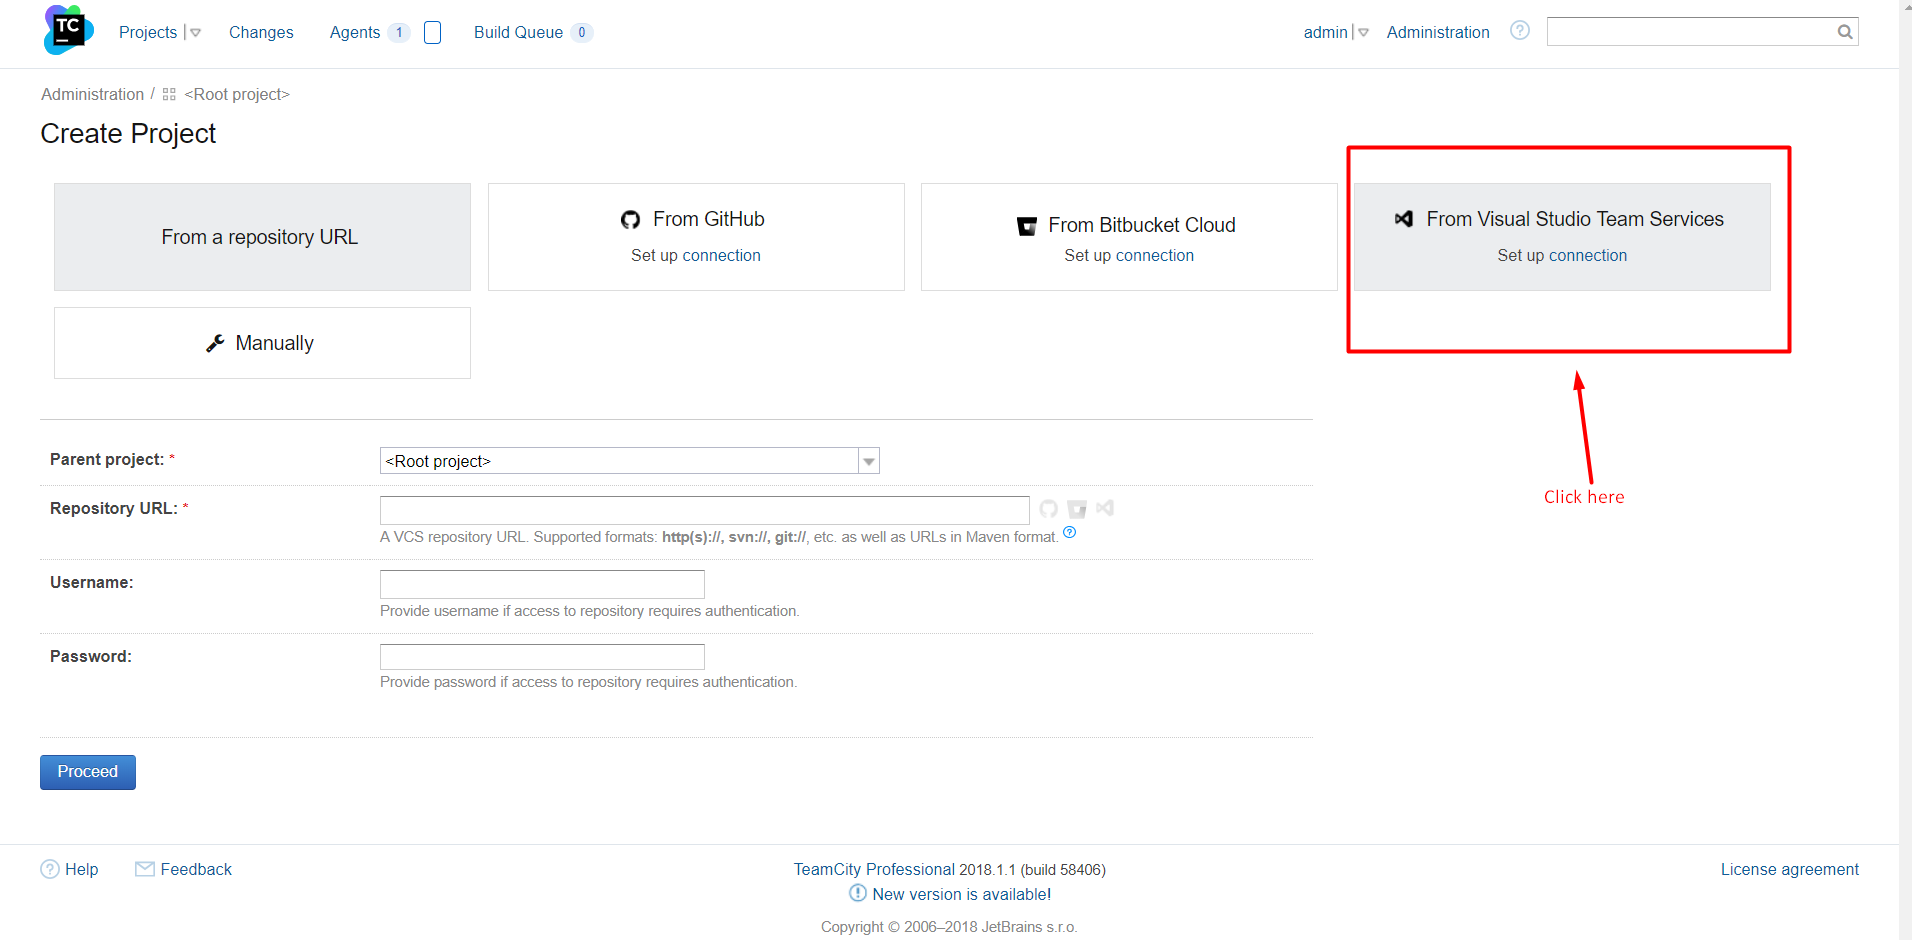 TC
Projects
Changes
Agents 1
Build Queue 0
admin
Administration
?
Administration / <Root project>
Create Project
From a repository URL
From GitHub
Set up connection
From Bitbucket Cloud
Set up connection
From Visual Studio Team Services
Set up connection
Manually
Click here
Parent project: *
<Root project>
Repository URL: *
A VCS repository URL. Supported formats: http(s)://, svn://, git://, etc. as well as URLs in Maven format. ?
Username:
Provide username if access to repository requires authentication.
Password:
Provide password if access to repository requires authentication.
Proceed
? Help
Feedback
TeamCity Professional 2018.1.1 (build 58406)
! New version is available!
Copyright © 2006–2018 JetBrains s.r.o.
License agreement